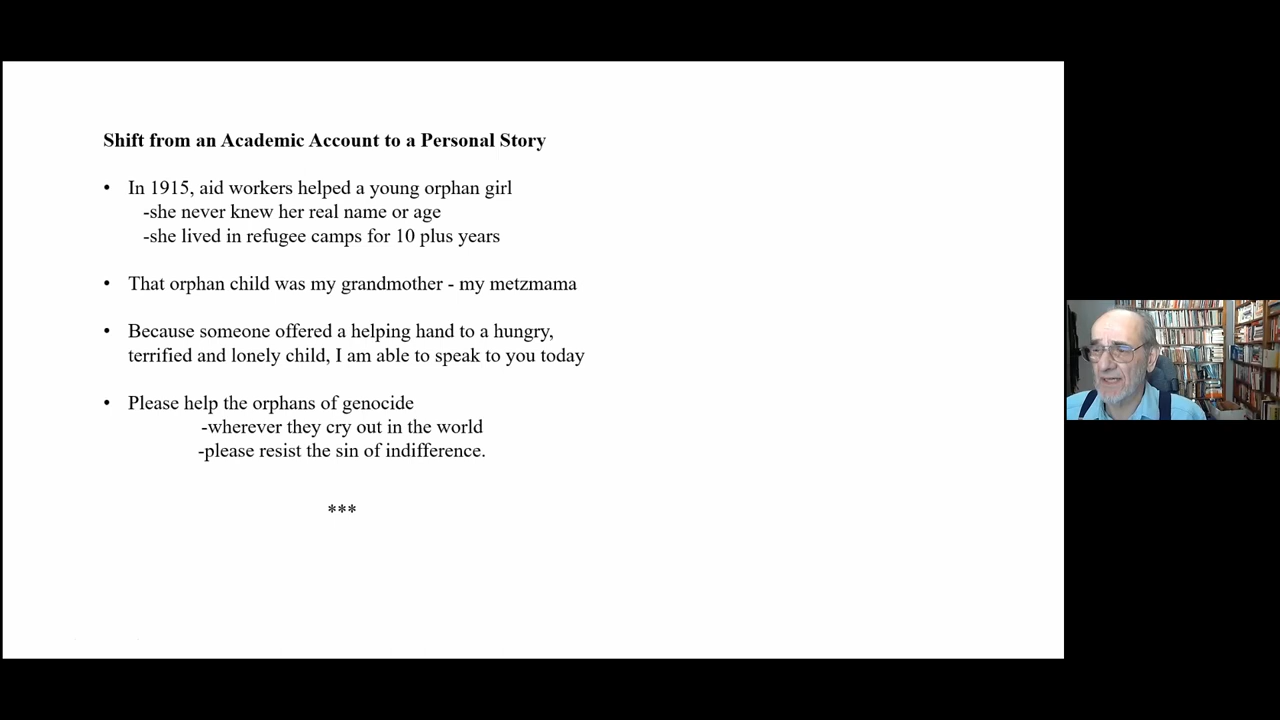 Shift from an Academic Account to a Personal Story
• In 1915, aid workers helped a young orphan girl
-she never knew her real name or age
-she lived in refugee camps for 10 plus years
• That orphan child was my grandmother - my metzmama
• Because someone offered a helping hand to a hungry,
terrified and lonely child, I am able to speak to you today
• Please help the orphans of genocide
-wherever they cry out in the world
-please resist the sin of indifference.
***